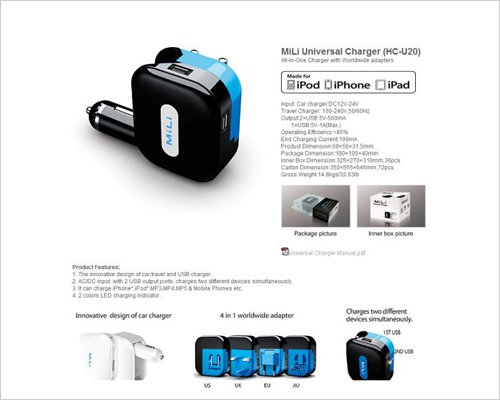 MiLi Universal Charger (HC-U20)
All-in-One Charger with Worldwide adapters
Made for
iPod iPhone iPad
Input: Car charger:DC12V-24V
Travel Charger: 100-240V,50/60Hz
Output:2×USB 5V-500mA
1×USB 5V-1A(Max.)
Operating Efficiency:>85%
End Charging Current:100mA
Product Dimension:69×56×31.5mm
Package Dimension:180×100×40mm
Inner Box Dimension:325×270×310mm,36pcs
Carton Dimension:350×565×645mm,72pcs
Gross Weight:14.8kgs/32.63lb
MiLi
MiLi
Package picture
Inner box picture
Universal Charger Manual.pdf
Product Features:
1. The innovative design of car,travel and USB charger.
2. AC/DC input, with 2 USB output ports, charges two different devices simultaneously.
3. It can charge iPhone*,iPod*,MP3,MP4,MP5 & Mobile Phones etc.
4. 2 colors LED charging indicator.
Innovative design of car charger
4 in 1 worldwide adapter
Charges two different
devices simultaneously.
1ST USB
2ND USB
MiLi
US
UK
EU
AU